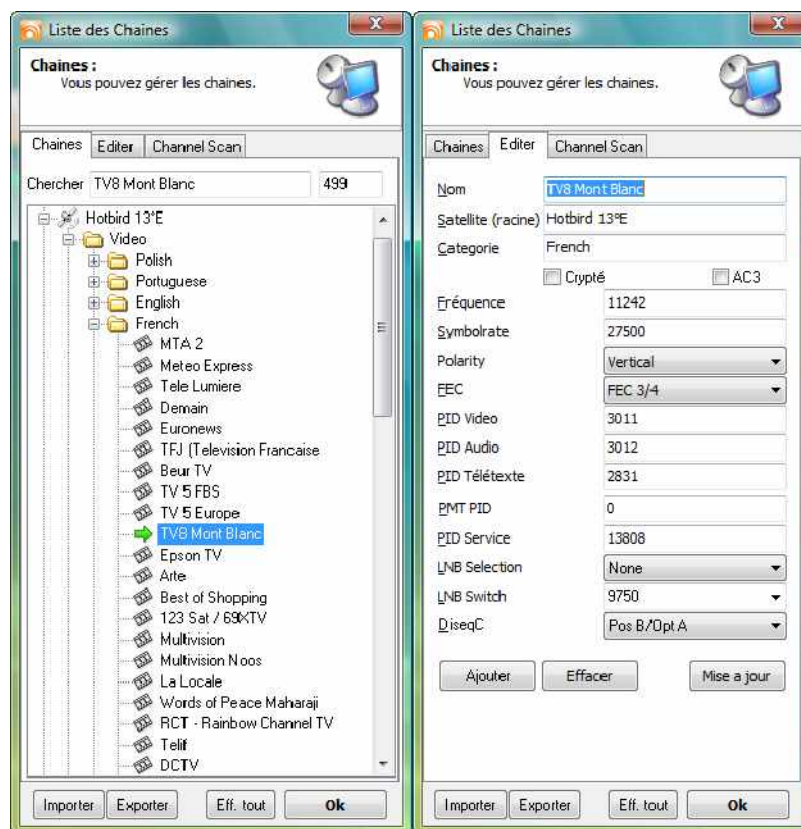 Liste des Chaines
Chaines :
Vous pouvez gérer les chaines.
Chaines Editer Channel Scan
Chercher TV8 Mont Blanc 499
Hotbird 13°E
Video
Polish
Portuguese
English
French
MTA 2
Meteo Express
Tele Lumiere
Demain
Euronews
TFJ (Television Francaise
Beur TV
TV 5 FBS
TV 5 Europe
TV8 Mont Blanc
Epson TV
Arte
Best of Shopping
123 Sat / 69XTV
Multivision
Multivision Noos
La Locale
Words of Peace Maharaji
RCT - Rainbow Channel TV
Telif
DCTV
Importer Exporter Eff. tout Ok
Liste des Chaines
Chaines :
Vous pouvez gérer les chaines.
Chaines Editer Channel Scan
Nom TV8 Mont Blanc
Satellite (racine) Hotbird 13°E
Categorie French
Crypté AC3
Fréquence 11242
Symbolrate 27500
Polarity Vertical
FEC FEC 3/4
PID Video 3011
PID Audio 3012
PID Télétexte 2831
PMT PID 0
PID Service 13808
LNB Selection None
LNB Switch 9750
DiseqC Pos B/Opt A
Ajouter Effacer Mise a jour
Importer Exporter Eff. tout Ok